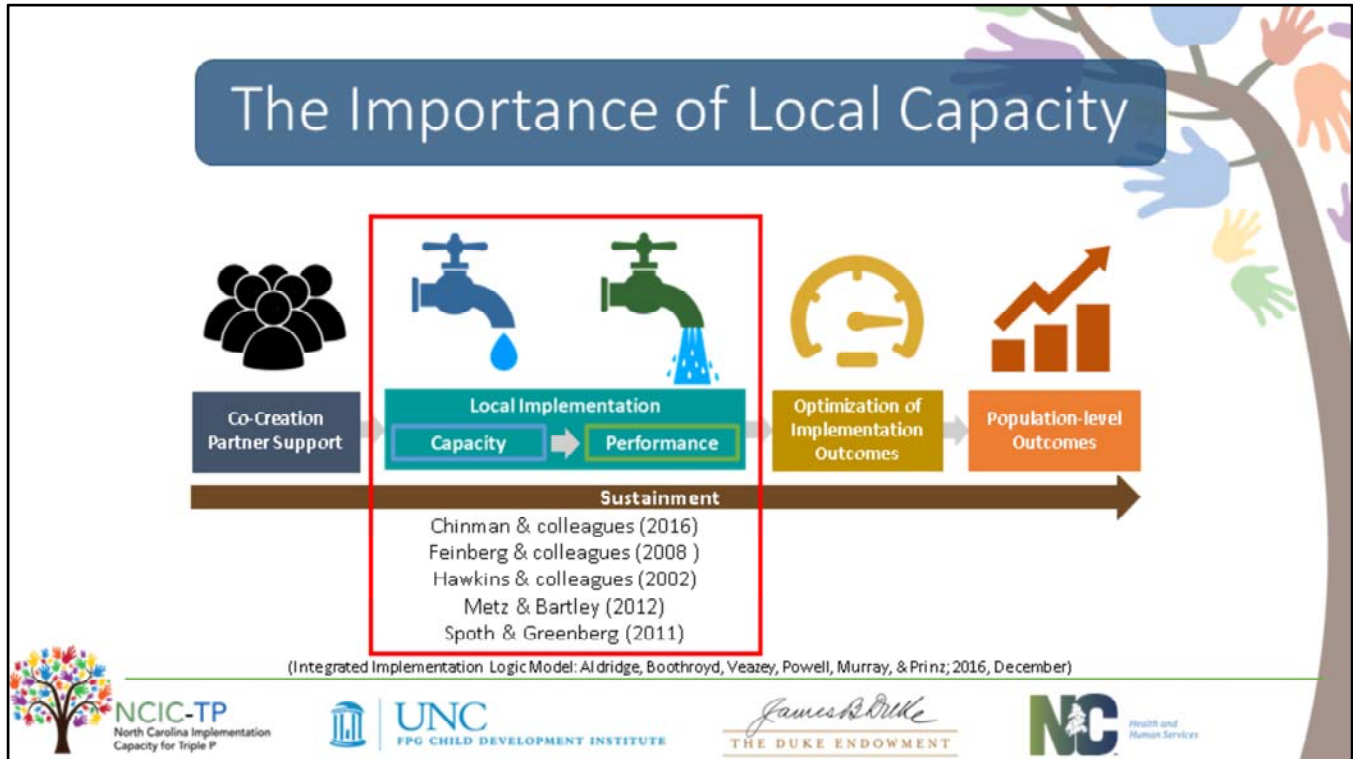 The Importance of Local Capacity
Co-Creation
Partner Support
Local Implementation
Capacity
Performance
Optimization of
Implementation
Outcomes
Population-level
Outcomes
Sustainment
Chinman & colleagues (2016)
Feinberg & colleagues (2008 )
Hawkins & colleagues (2002)
Metz & Bartley (2012)
Spoth & Greenberg (2011)
(Integrated Implementation Logic Model: Aldridge, Boothroyd, Veazey, Powell, Murray, & Prinz; 2016, December)
NCIC-TP
North Carolina Implementation
Capacity for Triple P
UNC
FPG CHILD DEVELOPMENT INSTITUTE
James B Duke
THE DUKE ENDOWMENT
NC
Health and
Human Services